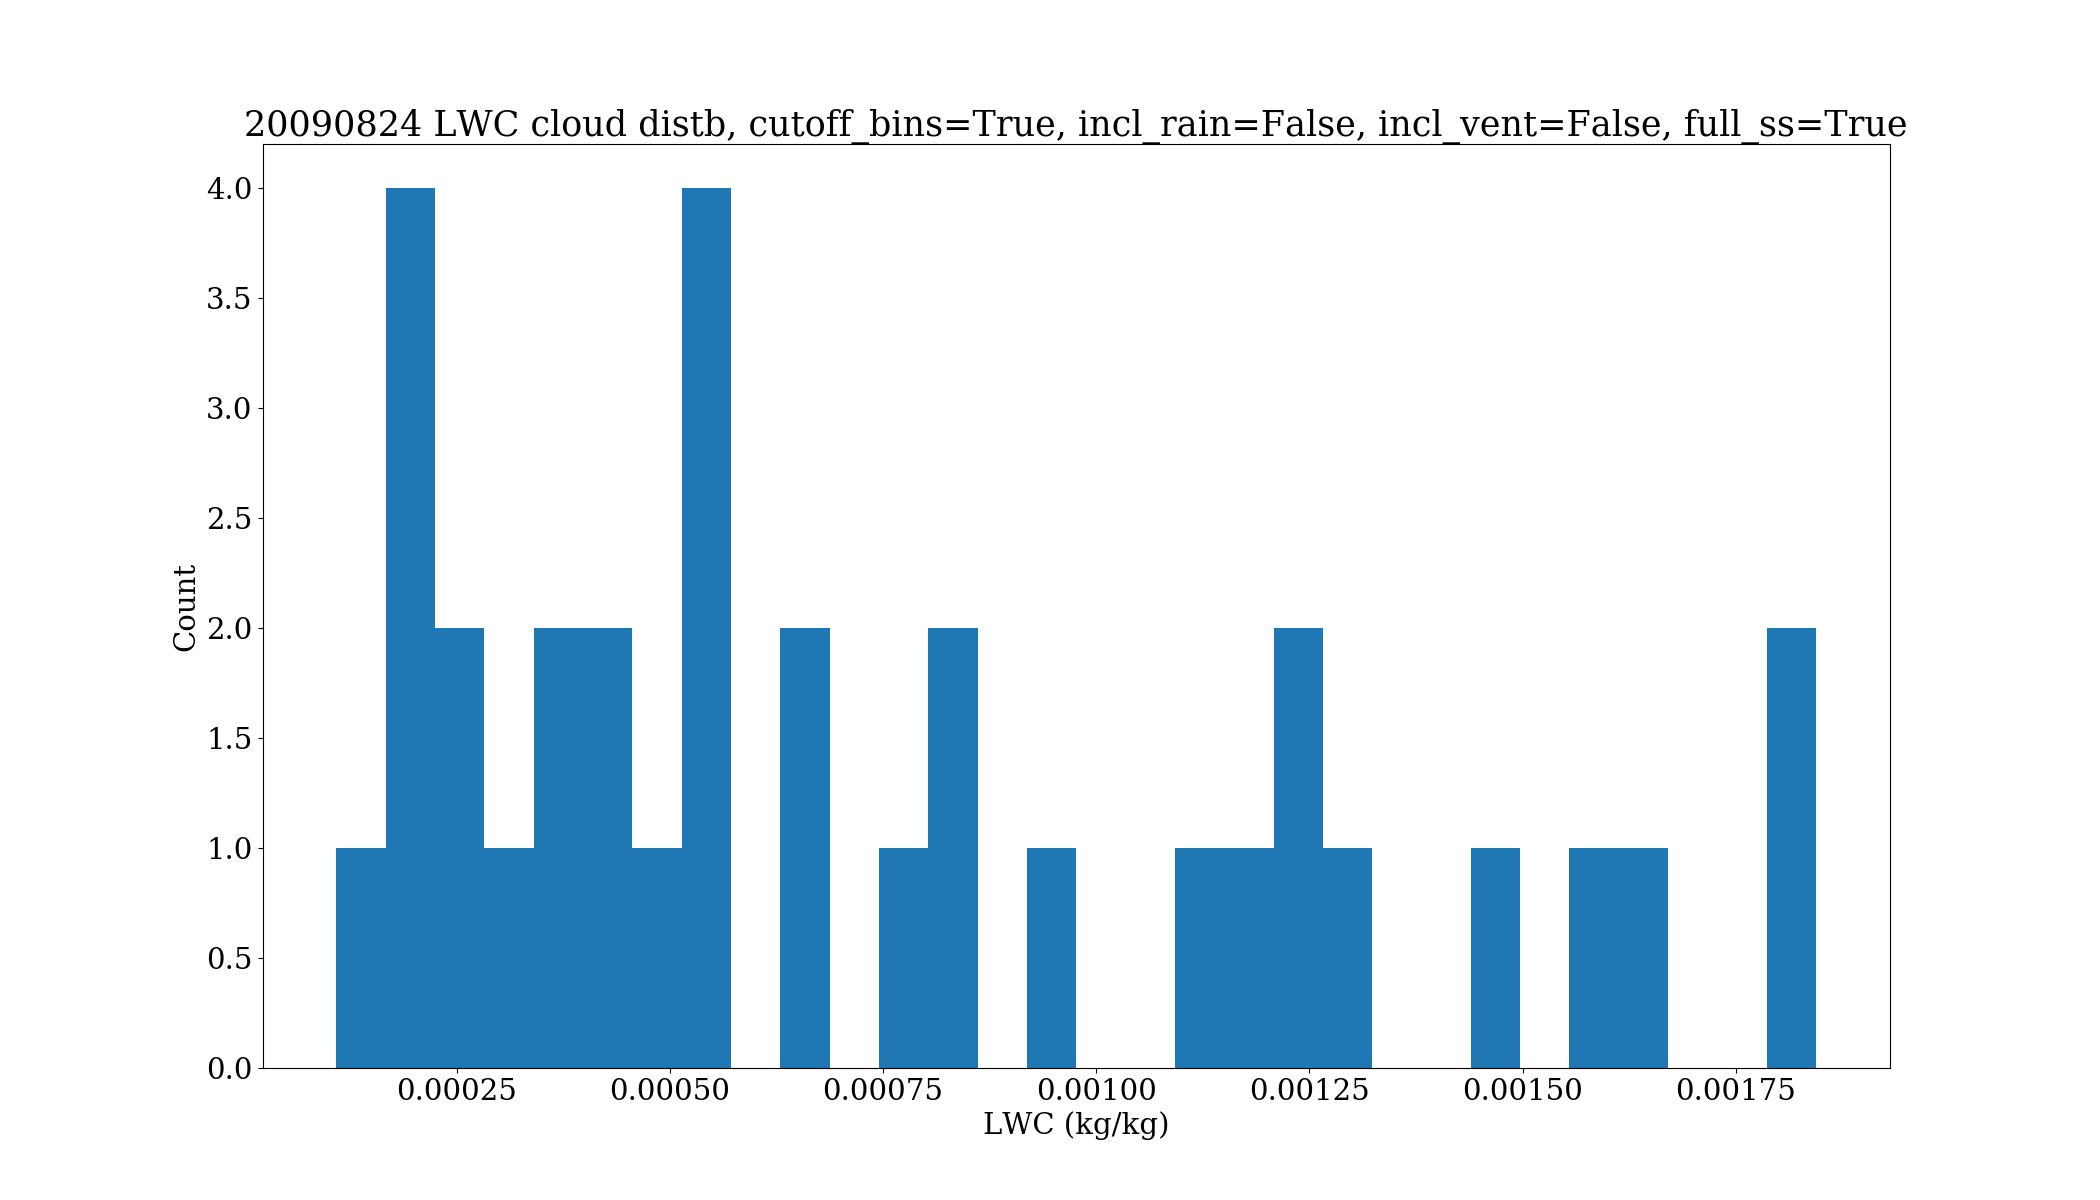 20090824 LWC cloud distb, cutoff_bins=True, incl_rain=False, incl_vent=False, full_ss=True
4.0
3.5
3.0
2.5
2.0
1.5
1.0
0.5
0.0
Count
0.00025 0.00050 0.00075 0.00100 0.00125 0.00150 0.00175
LWC (kg/kg)